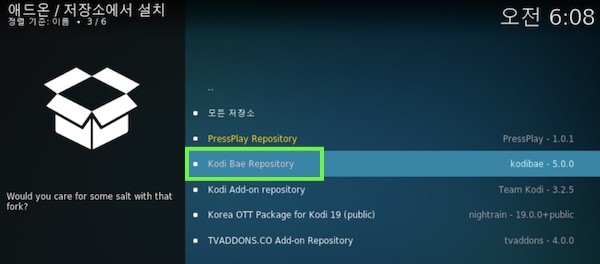 애드온 / 저장소에서 설치
정렬 기준: 이름 • 3 / 6
오전 6:08
..
모든 저장소
PressPlay Repository PressPlay - 1.0.1
Kodi Bae Repository kodibae - 5.0.0
Kodi Add-on repository Team Kodi - 3.2.5
Korea OTT Package for Kodi 19 (public) nightrain - 19.0.0+public
TVADDONS.CO Add-on Repository tvaddons - 4.0.0
Would you care for some salt with that
fork?